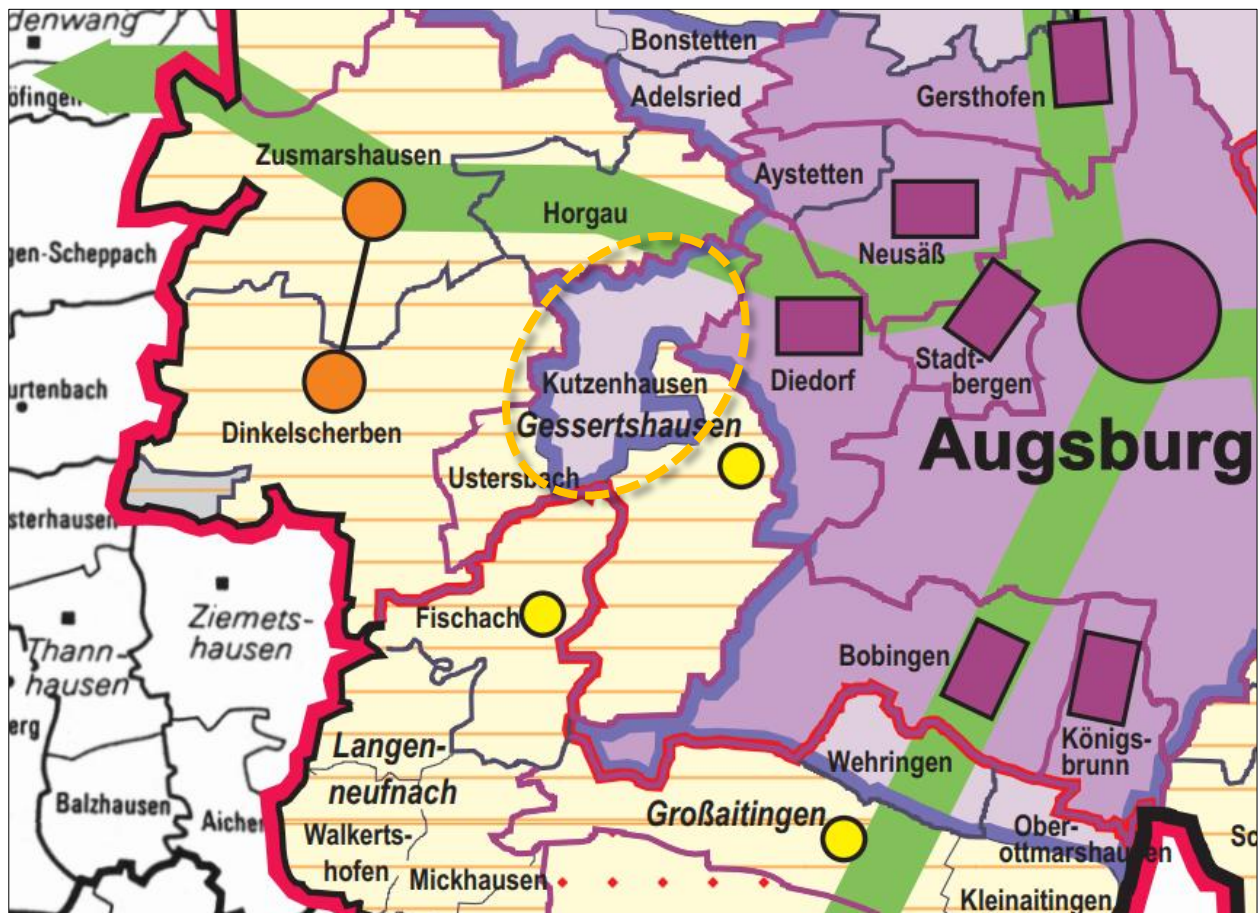 denwang
Bonstetten
öfingen
Adelsried
Gersthofen
Zusmarshausen
Aystetten
Horgau
Neusäß
gen-Scheppach
Stadt-
bergen
Kutzenhausen
Diedorf
urtenbach
Gessertshausen
Dinkelscherben
Augsburg
Ustersbach
sterhausen
Ziemets-
hausen
Fischach
Thann-
hausen
Bobingen
erg
Langen-
neufnach
Wehringen
Königs-
brunn
Balzhausen
Aichen
Großaitingen
Walkerts-
hofen
Ober-
ottmarshausen
Sc
Mickhausen
Kleinaitingen